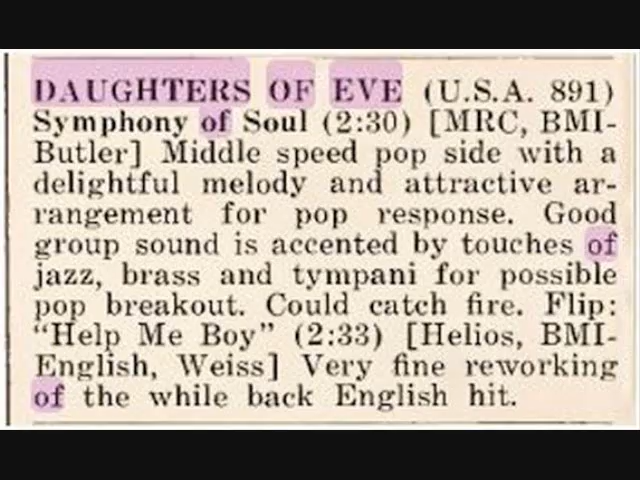 DAUGHTERS OF EVE (U.S.A. 891)
Symphony of Soul (2:30) [MRC, BMI-
Butler] Middle speed pop side with a
delightful melody and attractive ar-
rangement for pop response. Good
group sound is accented by touches of
jazz, brass and tympani for possible
pop breakout. Could catch fire. Flip:
“Help Me Boy” (2:33) [Helios, BMI-
English, Weiss] Very fine reworking
of the while back English hit.